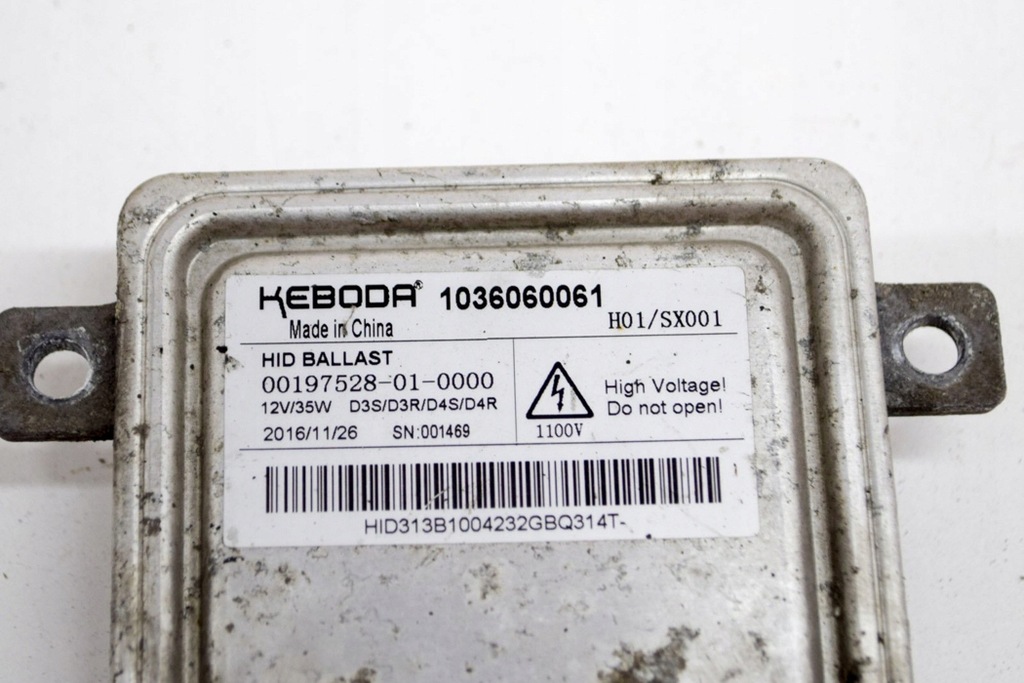 KEBODA® 1036060061
Made in China H01/SX001
HID BALLAST
00197528-01-0000
12V/35W D3S/D3R/D4S/D4R
2016/11/26 SN:001469
High Voltage!
Do not open!
1100V
HID313B1004232GBQ314T-